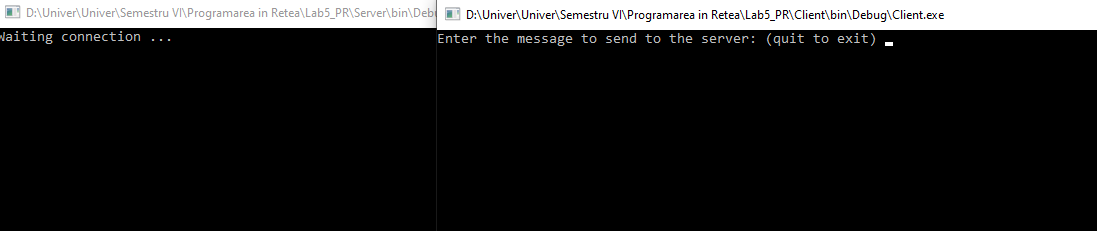 D:\Univer\Univer\Semestru VI\Programarea in Retea\Lab5_PR\Server\bin\Debu
Waiting connection ...
D:\Univer\Univer\Semestru VI\Programarea in Retea\Lab5_PR\Client\bin\Debug\Client.exe
Enter the message to send to the server: (quit to exit)